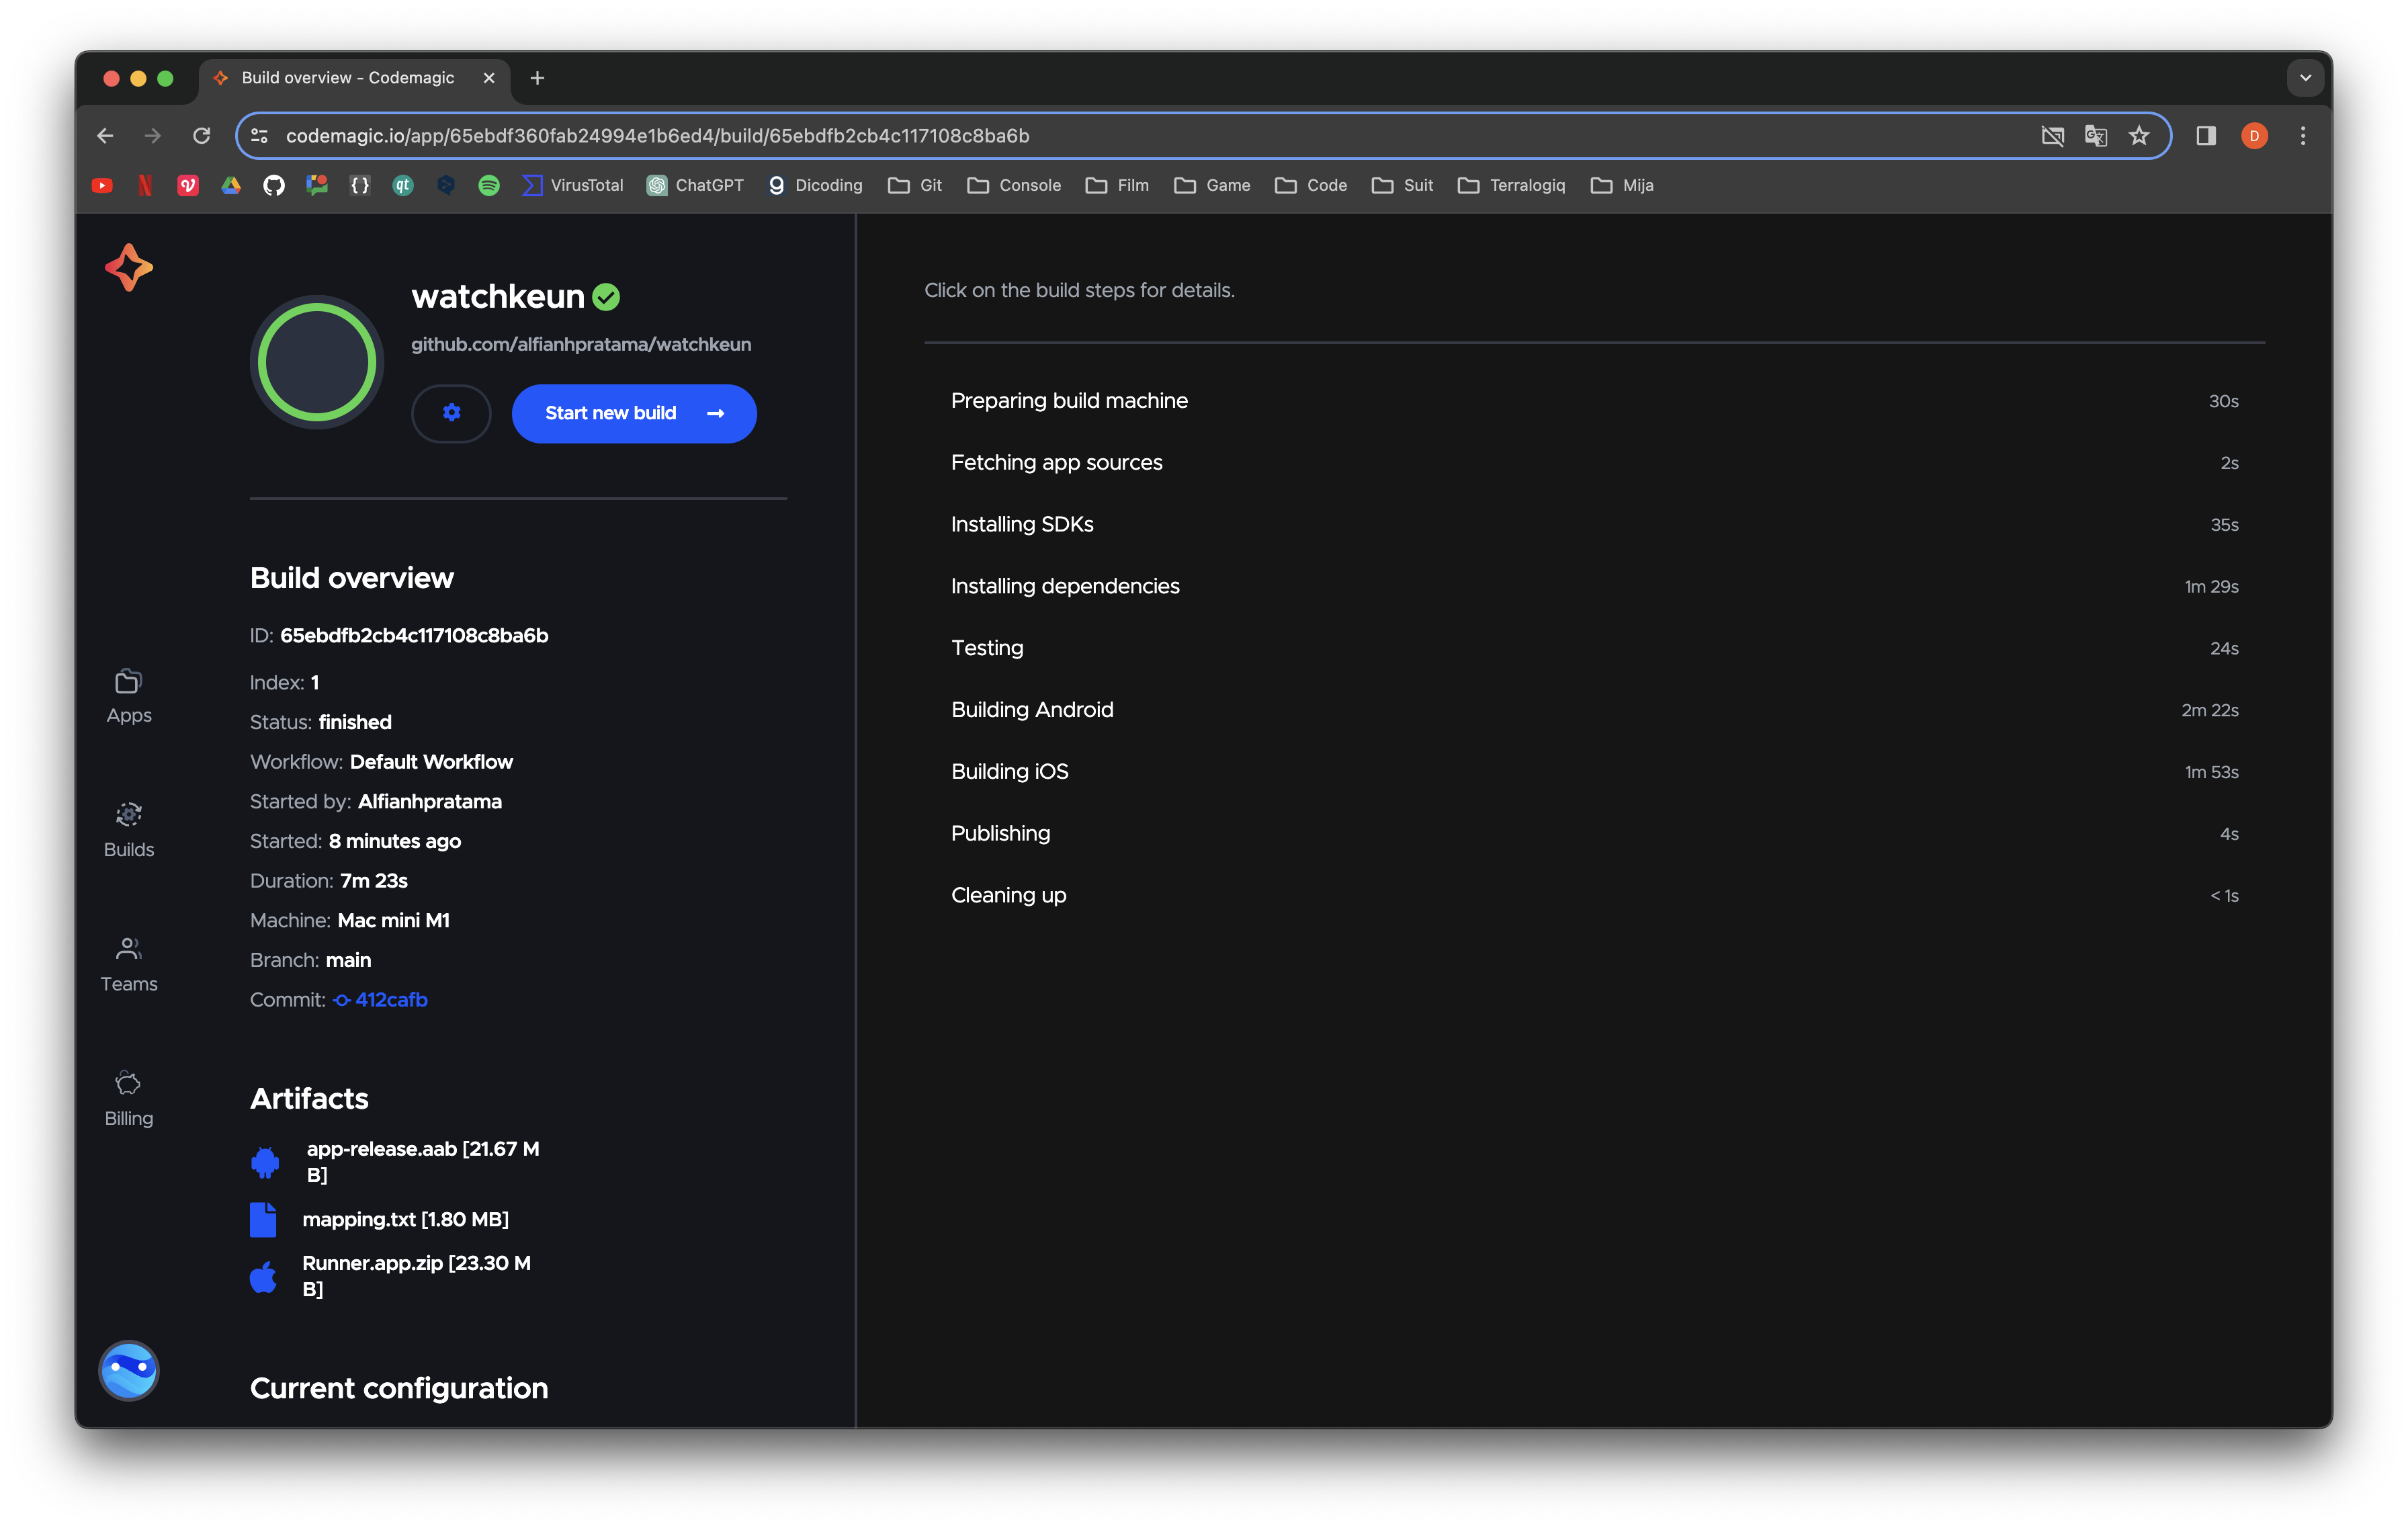 Build overview - Codemagic
codemagic.io/app/65ebdf360fab24994e1b6ed4/build/65ebdfb2cb4c117108c8ba6b
D
VirusTotal
ChatGPT
Dicoding
Git
Console
Film
Game
Code
Suit
Terralogiq
Mija
Apps
Builds
Teams
Billing
watchkeun
github.com/alfianhpratama/watchkeun
Start new build
Build overview
ID: 65ebdfb2cb4c117108c8ba6b
Index: 1
Status: finished
Workflow: Default Workflow
Started by: Alfianhpratama
Started: 8 minutes ago
Duration: 7m 23s
Machine: Mac mini M1
Branch: main
Commit: 412cafb
Artifacts
app-release.aab [21.67 M
B]
mapping.txt [1.80 MB]
Runner.app.zip [23.30 M
B]
Current configuration
Click on the build steps for details.
Preparing build machine 30s
Fetching app sources 2s
Installing SDKs 35s
Installing dependencies 1m 29s
Testing 24s
Building Android 2m 22s
Building iOS 1m 53s
Publishing 4s
Cleaning up < 1s